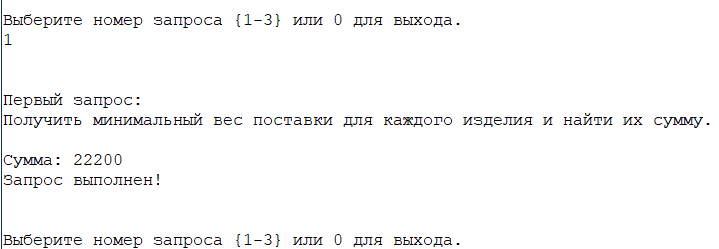 Выберите номер запроса {1-3} или 0 для выхода.
1
Первый запрос:
Получить минимальный вес поставки для каждого изделия и найти их сумму.
Сумма: 22200
Запрос выполнен!
Выберите номер запроса {1-3} или 0 для выхода.